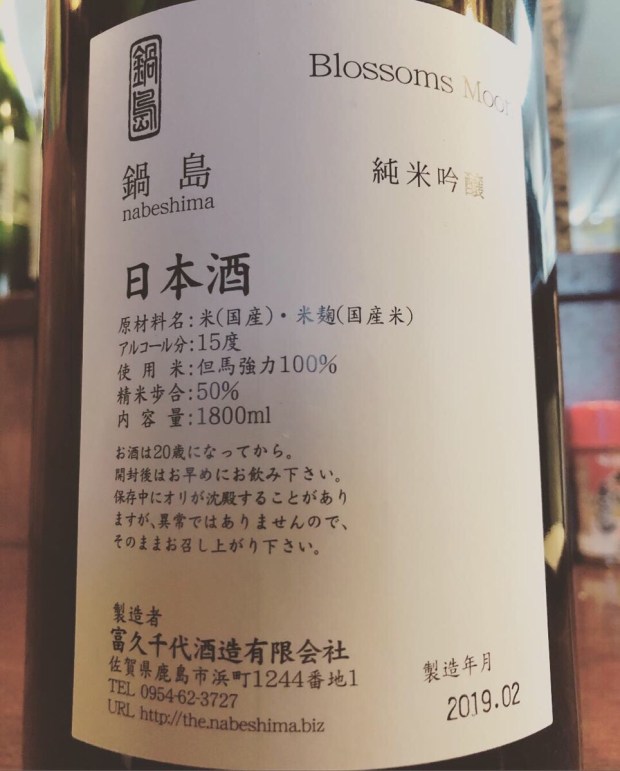 鍋島
Blossoms Moon
鍋島
nabeshima
純米吟醸
日本酒
原材料名:米(国産)・米麹(国産米)
アルコール分:15度
使用米:但馬強力100%
精米歩合:50%
内容量:1800ml
お酒は20歳になってから。
開封後はお早めにお飲み下さい。
保存中にオリが沈殿することがあり
ますが、異常ではありませんので、
そのままお召し上がり下さい。
製造者
富久千代酒造有限会社
佐賀県鹿島市浜町1244番地1
TEL 0954-62-3727
URL http://the.nabeshima.biz
製造年月
2019.02